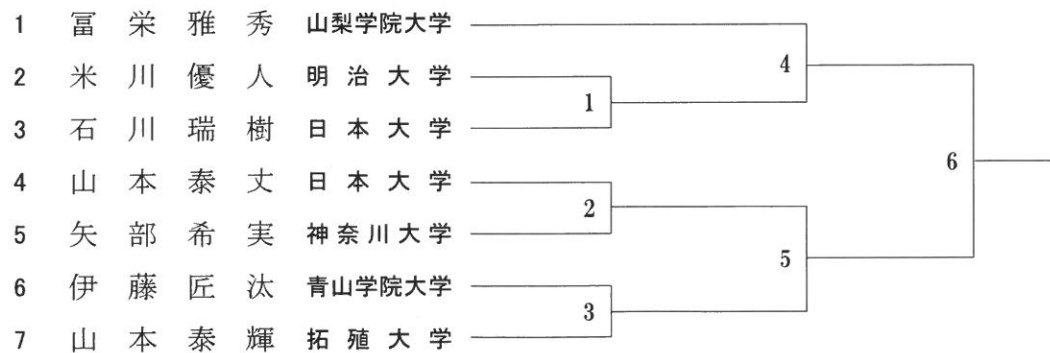 1 冨栄雅秀 山梨学院大学
4
2 米川優人 明治大学
1
3 石川瑞樹 日本大学
6
4 山本泰丈 日本大学
2
5 矢部希実 神奈川大学
5
6 伊藤匠汰 青山学院大学
3
7 山本泰輝 拓殖大学